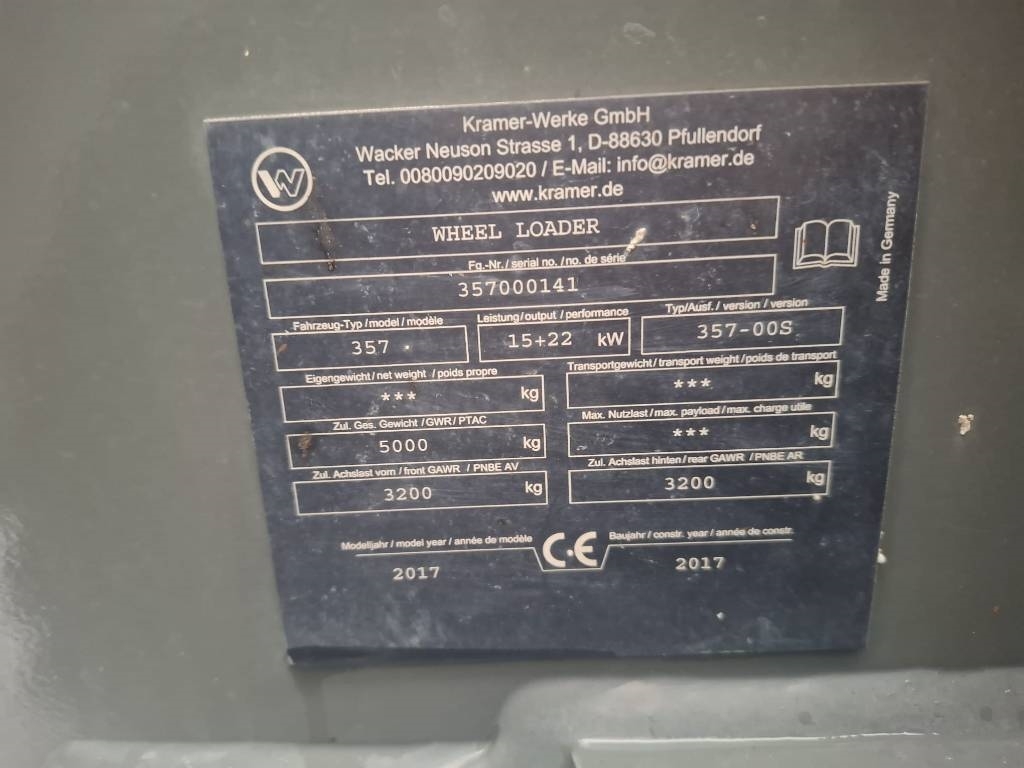 Kramer-Werke GmbH
Wacker Neuson Strasse 1, D-88630 Pfullendorf
Tel. 0080090209020 / E-Mail: info@kramer.de
www.kramer.de
W
WHEEL LOADER
Fg.-Nr./ serial no. / no. de série
357000141
Made in Germany
Fahrzeug-Typ / model / modèle
357
Leistung / output / performance
15+22 kW
Typ/Ausf. / version / version
357-00S
Eigengewicht / net weight / poids propre
*** kg
Transportgewicht / transport weight / poids de transport
*** kg
Zul. Ges. Gewicht / GWR/ PTAC
5000 kg
Max. Nutzlast / max. payload / max. charge utile
*** kg
Zul. Achslast vorn / front GAWR / PNBE AV
3200 kg
Zul. Achslast hinten / rear GAWR / PNBE AR
3200 kg
Modelljahr / model year / année de modèle
2017
CE
Baujahr / constr. year / année de constr.
2017